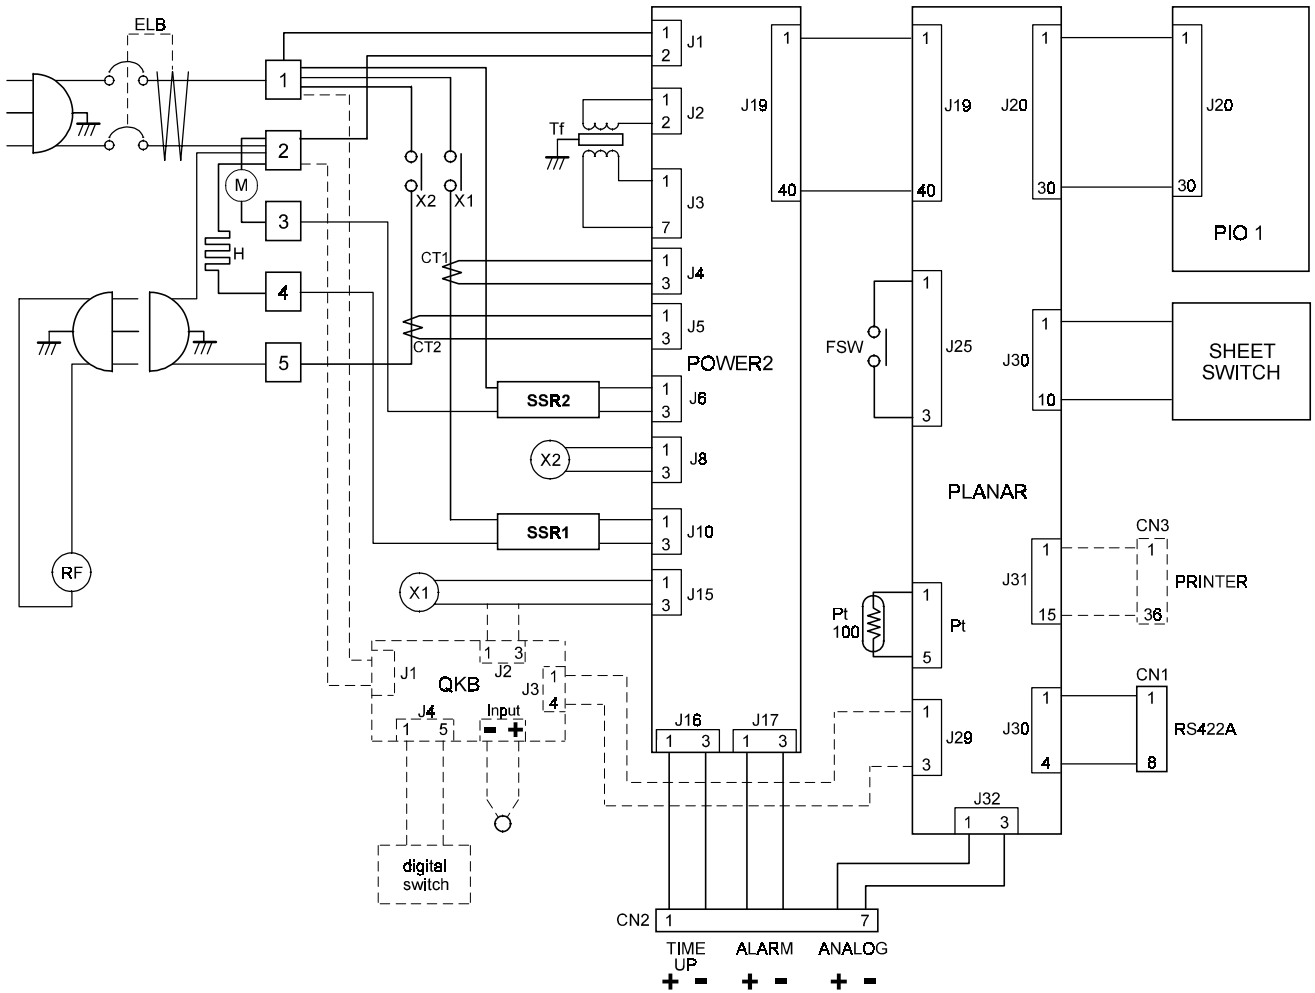 ELB
1
2
3
4
5
M
H
RF
X2
X1
CT1
CT2
Tf
1
2
J1
1
2
J2
1
7
J3
1
3
J4
1
3
J5
POWER2
SSR2
1
3
J6
X2
1
3
J8
SSR1
1
3
J10
X1
1
3
J15
J19
1
40
1
40
J19
J20
1
30
1
30
J20
PIO 1
FSW
1
3
J25
J30
1
10
SHEET
SWITCH
PLANAR
J31
1
15
CN3
1
36
PRINTER
Pt
100
1
5
Pt
J29
1
3
J30
1
4
CN1
1
8
RS422A
J32
1 3
QKB
J1
1 3
J2
J3
1
4
J4
1 5
Input
- +
digital
switch
J16
1 3
J17
1 3
CN2
1 7
TIME
UP
ALARM
ANALOG
+ - + - + -